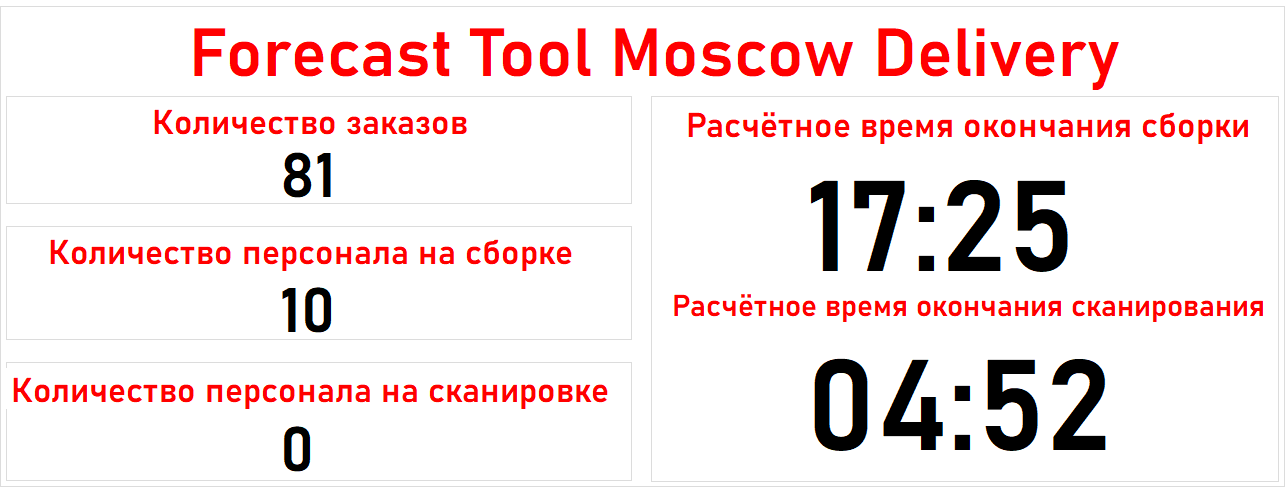 Forecast Tool Moscow Delivery
Количество заказов
81
Количество персонала на сборке
10
Количество персонала на сканировке
0
Расчётное время окончания сборки
17:25
Расчётное время окончания сканирования
04:52